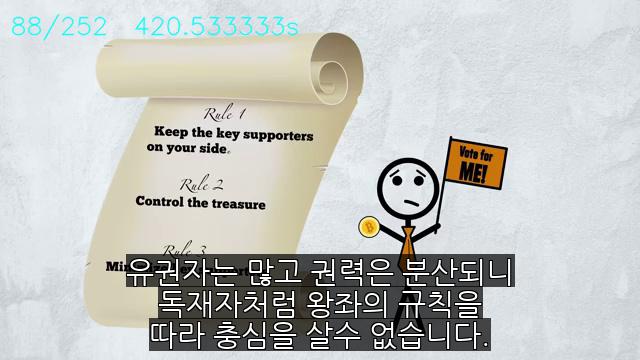 88/252 420.533333s
Rule 1
Keep the key supporters
on your side.
Rule 2
Control the treasure
Rule 3
Vote for
ME!
유권자는 많고 권력은 분산되니
독재자처럼 왕좌의 규칙을
따라 충심을 살수 없습니다.